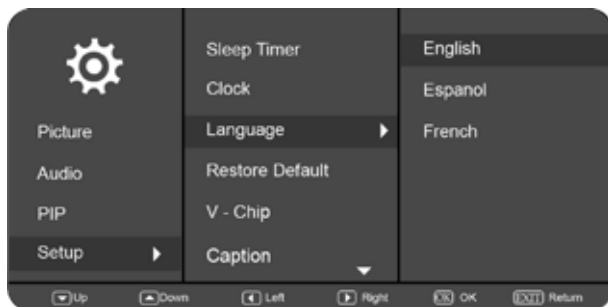 Picture
Audio
PIP
Setup
Sleep Timer
Clock
Language
Restore Default
V - Chip
Caption
English
Espanol
French
Up Down Left Right OK OK EXIT Return